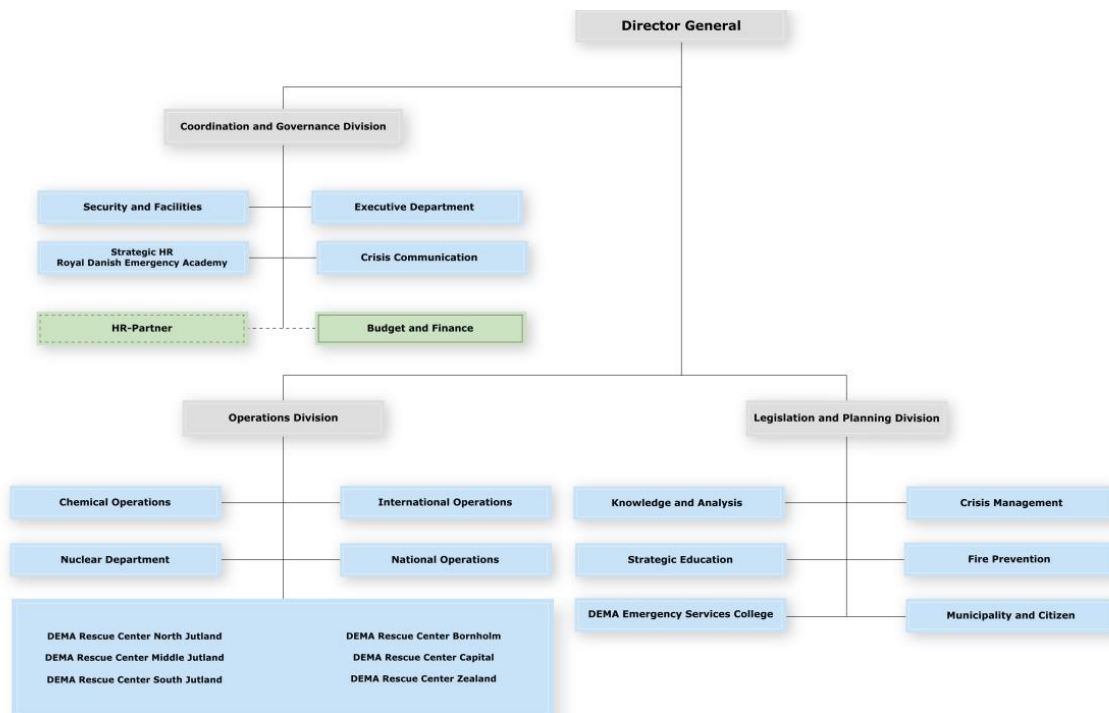 Director General
Coordination and Governance Division
Security and Facilities
Executive Department
Strategic HR
Royal Danish Emergency Academy
Crisis Communication
HR-Partner
Budget and Finance
Operations Division
Legislation and Planning Division
Chemical Operations
International Operations
Knowledge and Analysis
Crisis Management
Nuclear Department
National Operations
Strategic Education
Fire Prevention
DEMA Emergency Services College
Municipality and Citizen
DEMA Rescue Center North Jutland
DEMA Rescue Center Bornholm
DEMA Rescue Center Middle Jutland
DEMA Rescue Center Capital
DEMA Rescue Center South Jutland
DEMA Rescue Center Zealand